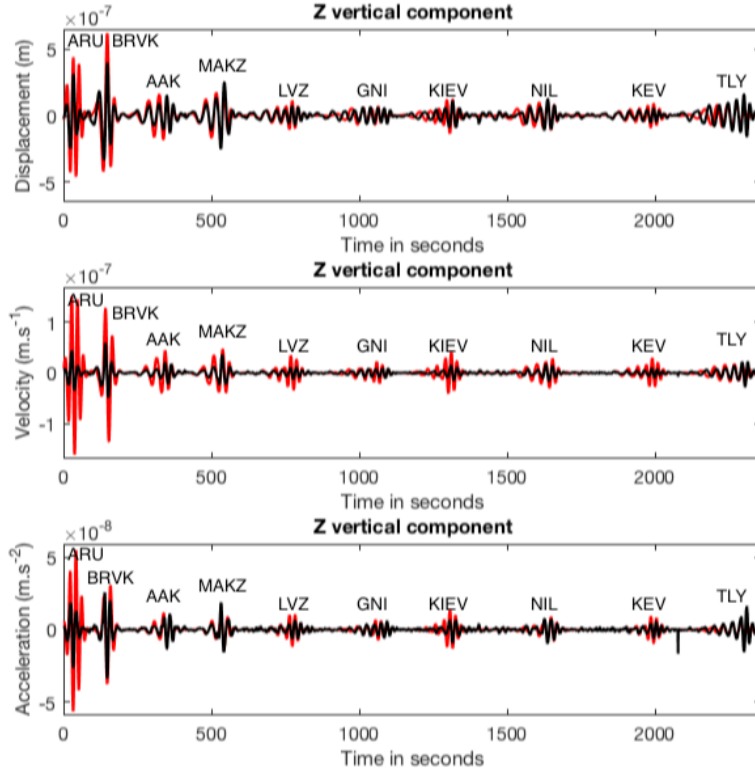 ×10⁻⁷
Z vertical component
Displacement (m)
5
0
-5
ARU BRVK
AAK
MAKZ
LVZ
GNI
KIEV
NIL
KEV
TLY
0 500 1000 1500 2000
Time in seconds
×10⁻⁷
Z vertical component
Velocity (m.s⁻¹)
1
0
-1
ARU
BRVK
AAK
MAKZ
LVZ
GNI
KIEV
NIL
KEV
TLY
0 500 1000 1500 2000
Time in seconds
×10⁻⁸
Z vertical component
Acceleration (m.s⁻²)
5
0
-5
ARU
BRVK
AAK
MAKZ
LVZ
GNI
KIEV
NIL
KEV
TLY
0 500 1000 1500 2000
Time in seconds